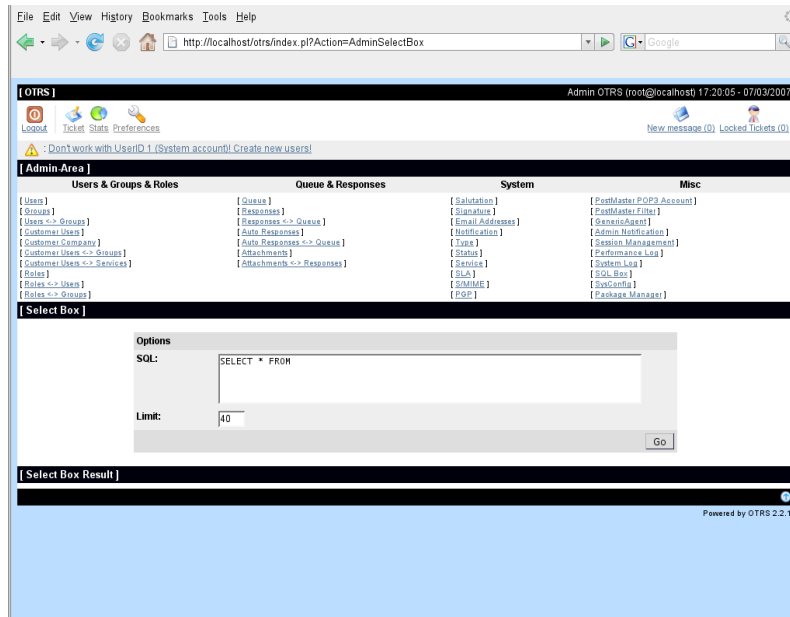 File Edit View History Bookmarks Tools Help
http://localhost/otrs/index.pl?Action=AdminSelectBox
G Google
[ OTRS ]
Admin OTRS (root@localhost) 17:20:05 - 07/03/2007
Logout Ticket Stats Preferences
New message (0) Locked Tickets (0)
: Don't work with UserID 1 (System account)! Create new users!
[ Admin-Area ]
Users & Groups & Roles Queue & Responses System Misc
[ Users ] [ Queue ] [ Salutation ] [ PostMaster POP3 Account ]
[ Groups ] [ Responses ] [ Signature ] [ PostMaster Filter ]
[ Users <-> Groups ] [ Responses <-> Queue ] [ Email Addresses ] [ GenericAgent ]
[ Customer Users ] [ Auto Responses ] [ Notification ] [ Admin Notification ]
[ Customer Company ] [ Auto Responses <-> Queue ] [ Type ] [ Session Management ]
[ Customer Users <-> Groups ] [ Attachments ] [ Status ] [ Performance Log ]
[ Customer Users <-> Services ] [ Attachments <-> Responses ] [ Service ] [ System Log ]
[ Roles ] [ SLA ] [ SQL Box ]
[ Roles <-> Users ] [ S/MIME ] [ SysConfig ]
[ Roles <-> Groups ] [ PGP ] [ Package Manager ]
[ Select Box ]
Options
SQL: SELECT * FROM
Limit: 40
Go
[ Select Box Result ]
Powered by OTRS 2.2.1